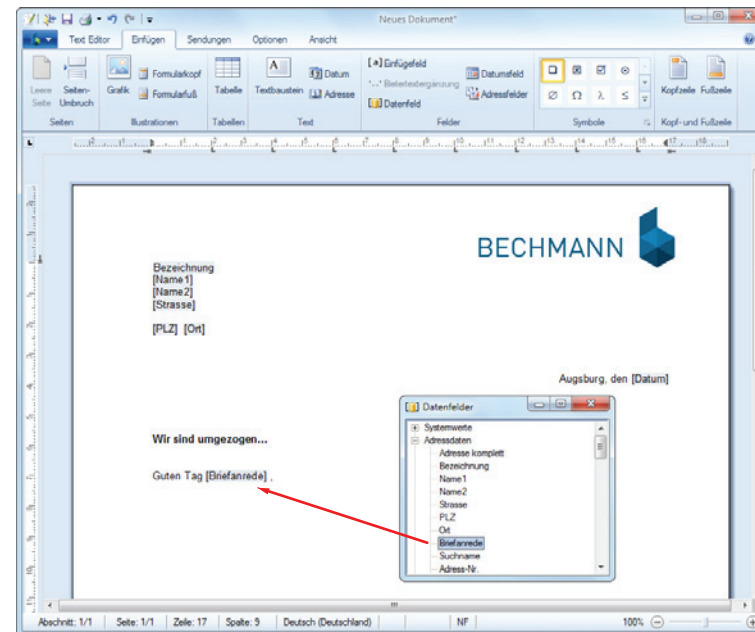 Neues Dokument*
Text Editor Einfügen Sendungen Optionen Ansicht
Leere Seite
Seiten-Umbruch
Grafik
Formularkopf
Formularfuß
Tabelle
Textbaustein
Datum
Adresse
[a] Einfügefeld
Datenfeld
Datumsfeld
Adressfelder
Ω λ ≤
Kopfzeile Fußzeile
Seiten Illustrationen Tabellen Text Felder Symbole Kopf- und Fußzeile
BECHMANN
Bezeichnung
[Name1]
[Name2]
[Strasse]
[PLZ] [Ort]
Augsburg, den [Datum]
Wir sind umgezogen...
Guten Tag [Briefanrede] ,
Datenfelder
Systemwerte
Adressdaten
Adresse komplett
Bezeichnung
Name1
Name2
Strasse
PLZ
Ort
Briefanrede
Suchname
Adress-Nr.
Abschnitt: 1/1 Seite: 1/1 Zeile: 17 Spalte: 9 Deutsch (Deutschland) NF 100%